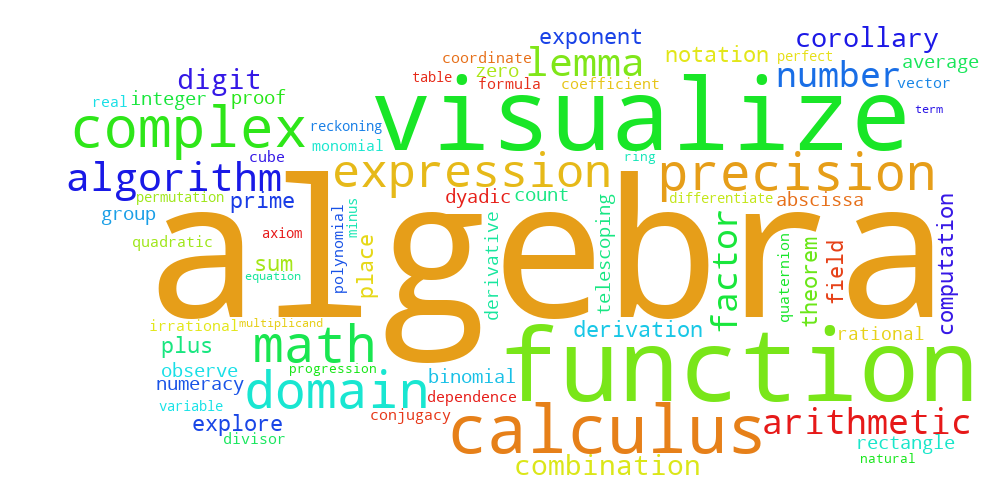 exponent
corollary
coordinate
lemma
notation
perfect
average
digit
table
zero
formula
coefficient
number
vector
real
integer
proof
visualize
term
complex
reckoning
monomial
cube
ring
algorithm
expression
precision
permutation
prime
dyadic
count
differentiate
abscissa
group
algebra
axiom
polynomial
minus
place
derivative
telescoping
factor
quaternion
theorem
field
computation
quadratic
sum
equation
irrational
multiplicand
derivation
rational
plus
math
function
observe
progression
numeracy
domain
binomial
variable
dependence
explore
conjugacy
calculus
arithmetic
divisor
combination
rectangle
natural